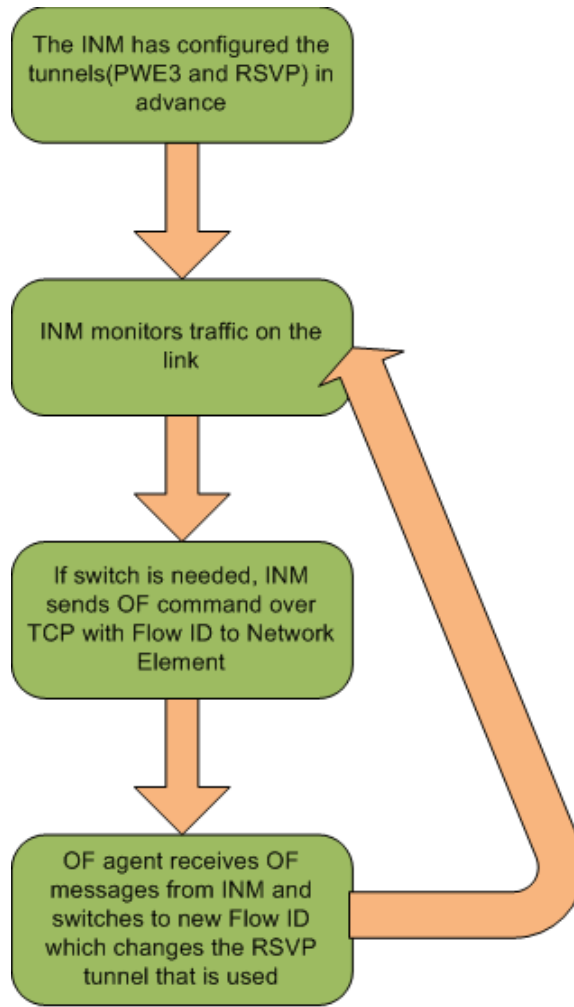 The INM has configured the
tunnels(PWE3 and RSVP) in
advance
INM monitors traffic on the
link
If switch is needed, INM
sends OF command over
TCP with Flow ID to Network
Element
OF agent receives OF
messages from INM and
switches to new Flow ID
which changes the RSVP
tunnel that is used